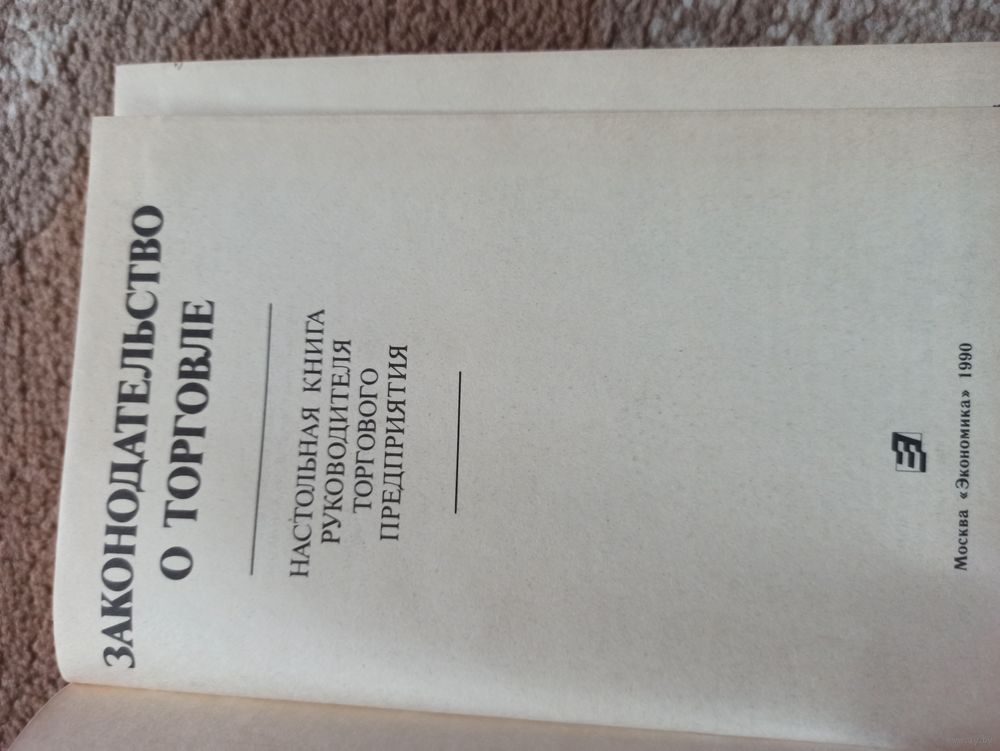 ЗАКОНОДАТЕЛЬСТВО
О ТОРГОВЛЕ
НАСТОЛЬНАЯ КНИГА
РУКОВОДИТЕЛЯ
ТОРГОВОГО
ПРЕДПРИЯТИЯ
Э
Москва «Экономика» 1990